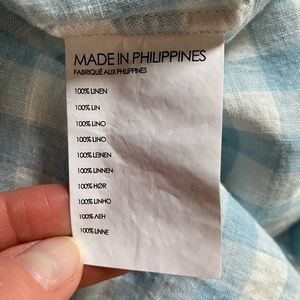 MADE IN PHILIPPINES
FABRIQUÉ AUX PHILIPPINES
100% LINEN
100% LIN
100% LINO
100% LINO
100% LEINEN
100% LINNEN
100% HØR
100% LINHO
100% ΛΕΗ
100% LINNE